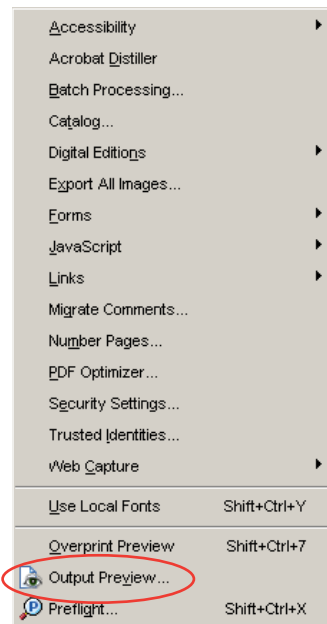 Accessibility
Acrobat Distiller
Batch Processing...
Catalog...
Digital Editions
Export All Images...
Forms
JavaScript
Links
Migrate Comments...
Number Pages...
PDF Optimizer...
Security Settings...
Trusted Identities...
Web Capture
Use Local Fonts Shift+Ctrl+Y
Overprint Preview Shift+Ctrl+7
Output Preview...
Preflight... Shift+Ctrl+X